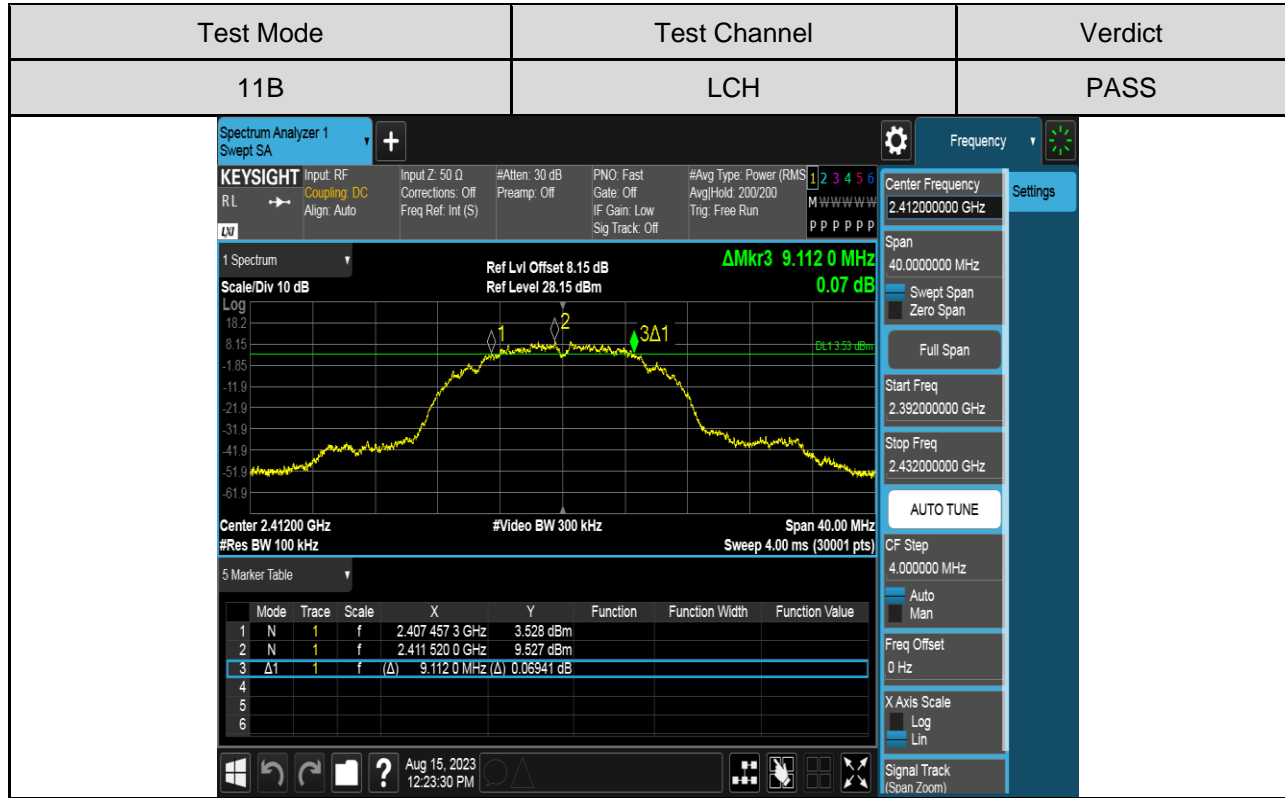 Test Mode Test Channel Verdict
11B LCH PASS
Spectrum Analyzer 1
Swept SA
+
Frequency
KEYSIGHT
RL
LXI
Input: RF
Coupling: DC
Align: Auto
Input Z: 50 Ω
Corrections: Off
Freq Ref: Int (S)
#Atten: 30 dB
Preamp: Off
PNO: Fast
Gate: Off
IF Gain: Low
Sig Track: Off
#Avg Type: Power (RMS
Avg|Hold: 200/200
Trig: Free Run
1 2 3 4 5 6
M W W W W W
P P P P P P
1 Spectrum
Scale/Div 10 dB
Ref Lvl Offset 8.15 dB
Ref Level 28.15 dBm
ΔMkr3 9.112 0 MHz
0.07 dB
Log
18.2
8.15
-1.85
-11.9
-21.9
-31.9
-41.9
-51.9
-61.9
1
2
3Δ1
DL1 3.53 dBm
Center 2.41200 GHz #Video BW 300 kHz Span 40.00 MHz
#Res BW 100 kHz Sweep 4.00 ms (30001 pts)
5 Marker Table
Mode Trace Scale X Y Function Function Width Function Value
1 N 1 f 2.407 457 3 GHz 3.528 dBm
2 N 1 f 2.411 520 0 GHz 9.527 dBm
3 Δ1 1 f (Δ) 9.112 0 MHz (Δ) 0.06941 dB
4
5
6
Center Frequency
2.412000000 GHz
Settings
Span
40.0000000 MHz
Swept Span
Zero Span
Full Span
Start Freq
2.392000000 GHz
Stop Freq
2.432000000 GHz
AUTO TUNE
CF Step
4.000000 MHz
Auto
Man
Freq Offset
0 Hz
X Axis Scale
Log
Lin
Signal Track
(Span Zoom)
?
Aug 15, 2023
12:23:30 PM